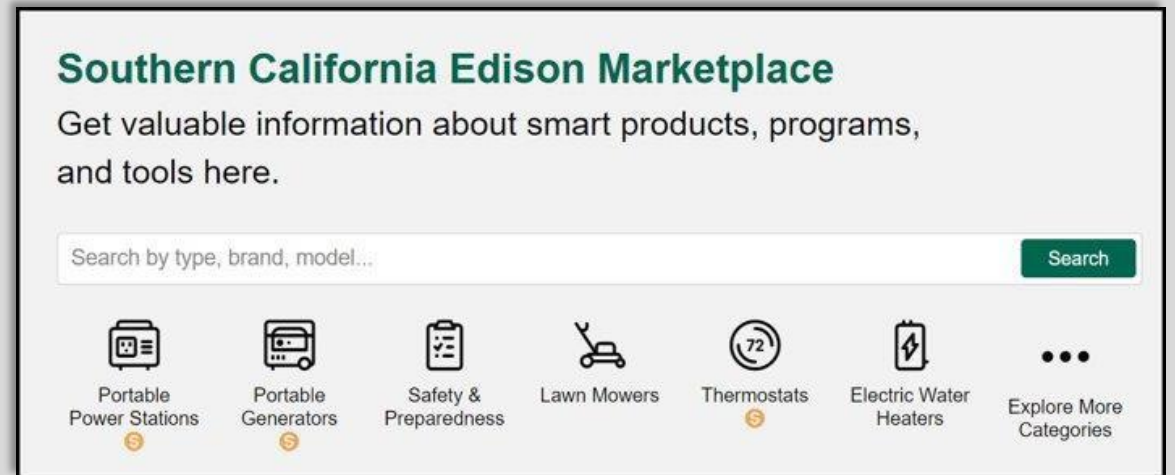 Southern California Edison Marketplace
Get valuable information about smart products, programs,
and tools here.
Search by type, brand, model...
Search
72
Portable
Power Stations
S
Portable
Generators
S
Safety &
Preparedness
Lawn Mowers
Thermostats
S
Electric Water
Heaters
Explore More
Categories